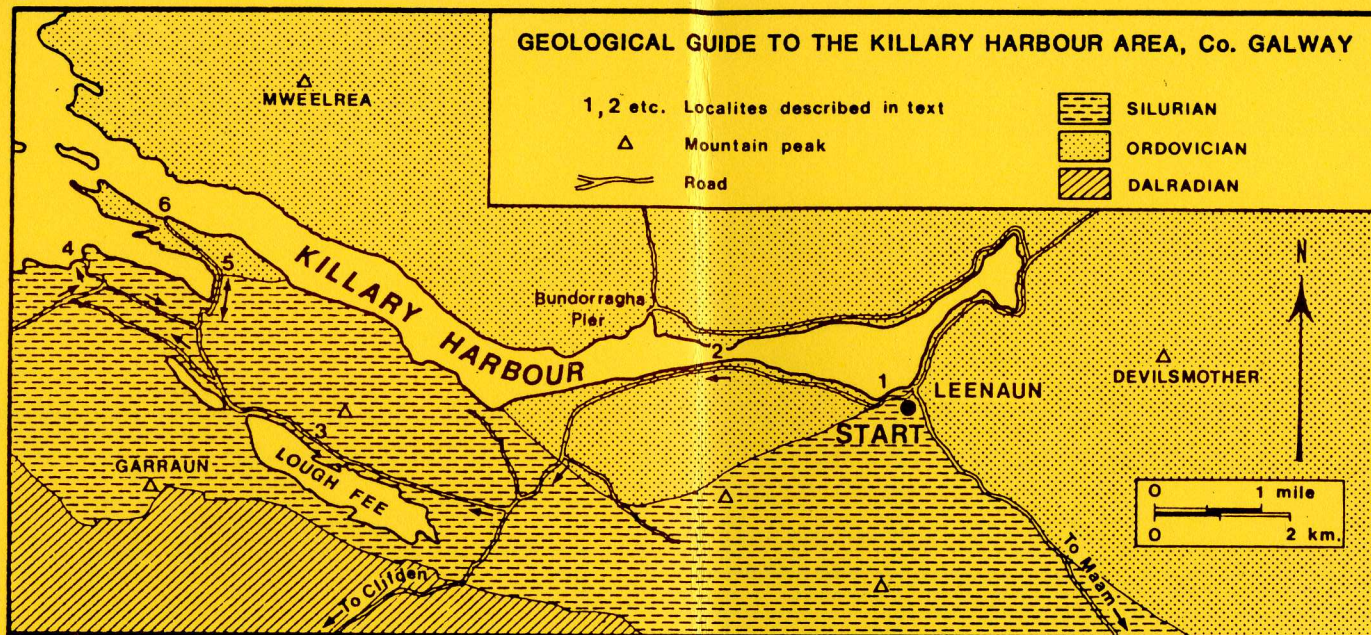 GEOLOGICAL GUIDE TO THE KILLARY HARBOUR AREA, Co. GALWAY
1, 2 etc. Localites described in text
Mountain peak
Road
SILURIAN
ORDOVICIAN
DALRADIAN
MWEELREA
6
4
5
KILLARY HARBOUR
Bundorragha
Pier
2
1
LEENAUN
START
DEVILSMOTHER
N
3
GARRAUN
LOUGH FEE
0 1 mile
0 2 km.
To Clifden
To Maam